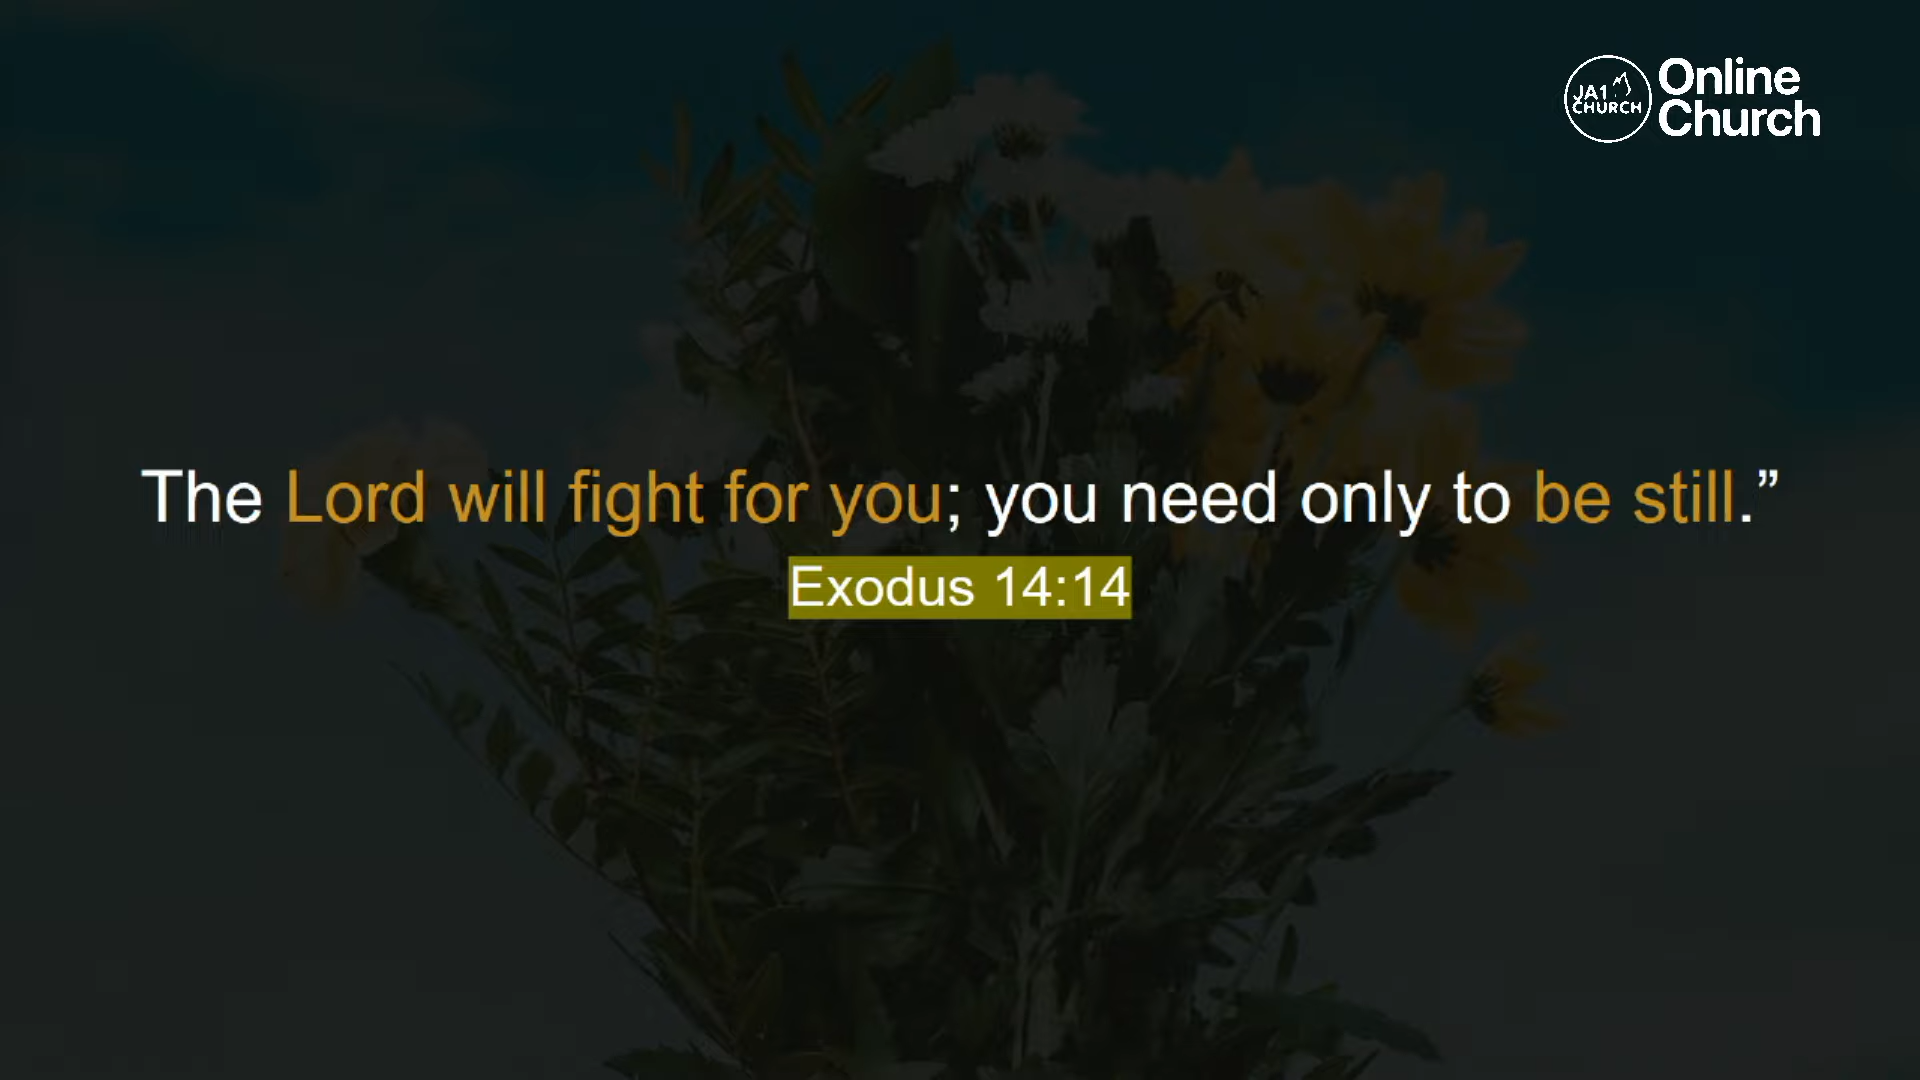 JA1
CHURCH
Online
Church
The Lord will fight for you; you need only to be still.”
Exodus 14:14